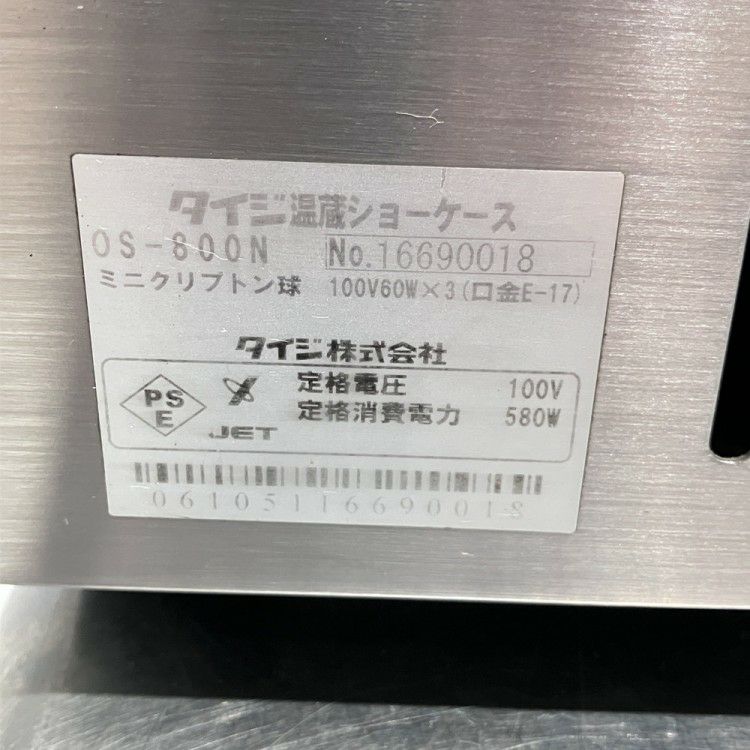 タイジ温蔵ショーケース
OS-800N No.16690018
ミニクリプトン球 100V60W×3(口金E-17)
タイジ株式会社
PS
E
JET
定格電圧 100V
定格消費電力 580W
0610511669001-8